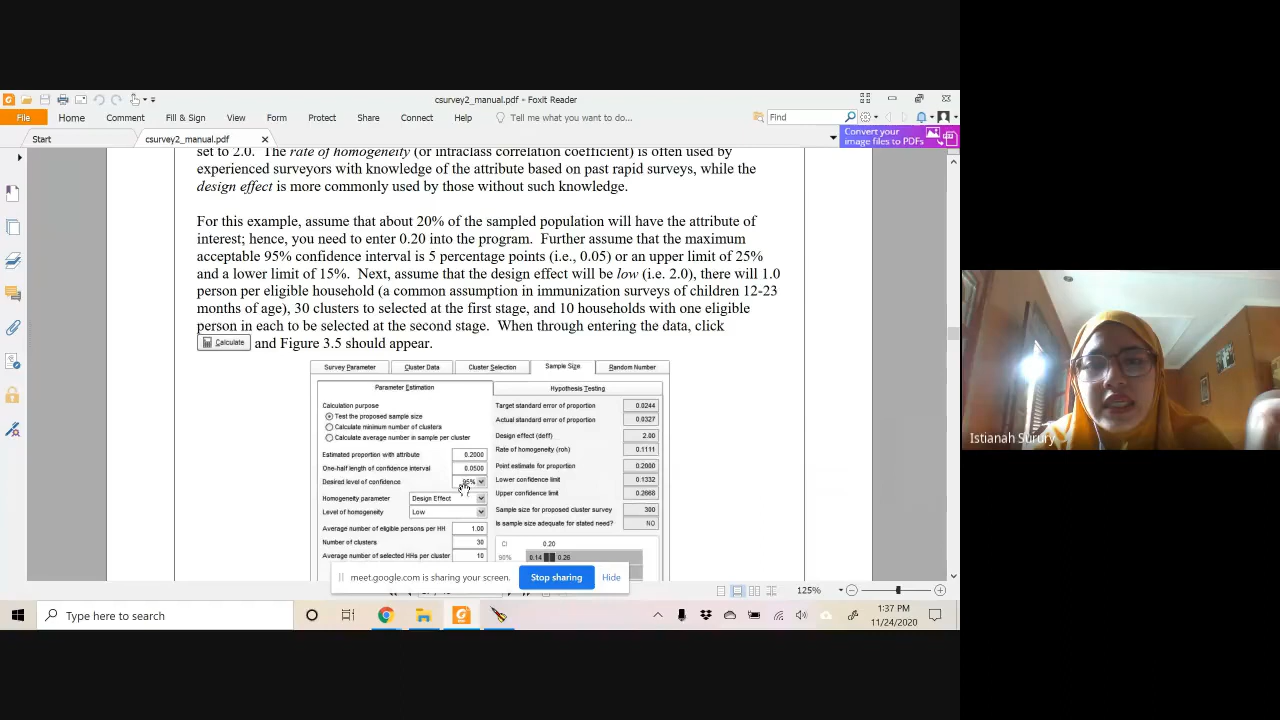 csurvey2_manual.pdf - Foxit Reader
File Home Comment Fill & Sign View Form Protect Share Connect Help Tell me what you want to do... Find
Start csurvey2_manual.pdf
Convert your
image files to PDFs
The rate of homogeneity (or intraclass correlation coefficient) is often used by
experienced surveyors with knowledge of the attribute based on past rapid surveys, while the
design effect is more commonly used by those without such knowledge.
For this example, assume that about 20% of the sampled population will have the attribute of
interest; hence, you need to enter 0.20 into the program. Further assume that the maximum
acceptable 95% confidence interval is 5 percentage points (i.e., 0.05) or an upper limit of 25%
and a lower limit of 15%. Next, assume that the design effect will be low (i.e. 2.0), there will 1.0
person per eligible household (a common assumption in immunization surveys of children 12-23
months of age), 30 clusters to selected at the first stage, and 10 households with one eligible
person in each to be selected at the second stage. When through entering the data, click
Calculate and Figure 3.5 should appear.
Survey Parameter Cluster Data Cluster Selection Sample Size Random Number
Parameter Estimation Hypothesis Testing
Calculation purpose
Test the proposed sample size
Calculate minimum number of clusters
Calculate average number in sample per cluster
Estimated proportion with attribute 0.2000
One-half length of confidence interval 0.0500
Desired level of confidence 95%
Homogeneity parameter Design Effect
Level of homogeneity Low
Average number of eligible persons per HH 1.00
Number of clusters 30
Average number of selected HHs per cluster 10
Target standard error of proportion 0.0244
Actual standard error of proportion 0.0327
Design effect (deff) 2.00
Rate of homogeneity (roh) 0.1111
Point estimate for proportion 0.2000
Lower confidence limit 0.1332
Upper confidence limit 0.2668
Sample size for proposed cluster survey 300
Is sample size adequate for stated need? NO
CI 0.20
90% 0.14 0.26
meet.google.com is sharing your screen. Stop sharing Hide
125%
Type here to search
1:37 PM
11/24/2020
Istianah Surury